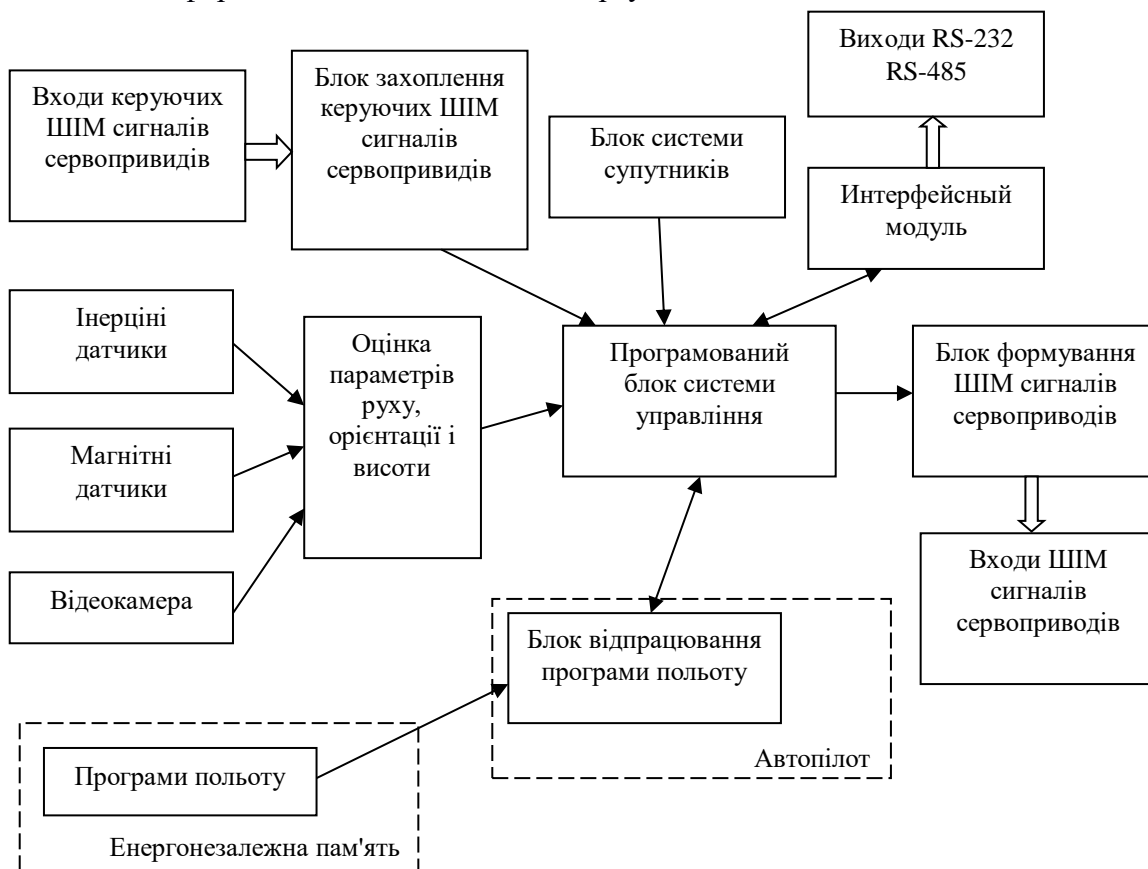 Виходи RS-232
RS-485
Входи керуючих
ШІМ сигналів
сервопривидів
Блок захоплення
керуючих ШІМ
сигналів
сервопривидів
Блок системи
супутників
Интерфейсный
модуль
Інерціні
датчики
Магнітні
датчики
Відеокамера
Оцінка
параметрів
руху,
орієнтації і
висоти
Програмований
блок системи
управління
Блок формування
ШІМ сигналів
сервоприводів
Входи ШІМ
сигналів
сервоприводів
Блок відпрацювання
програми польоту
Автопілот
Програми польоту
Енергонезалежна пам'ять